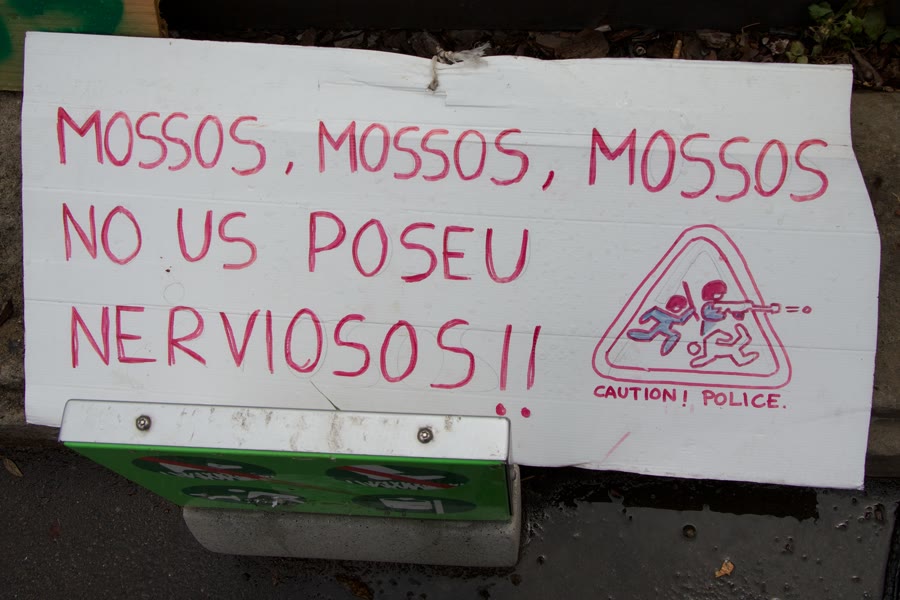 MOSSOS, MOSSOS, MOSSOS
NO US POSEU
NERVIOSOS!!
CAUTION! POLICE.